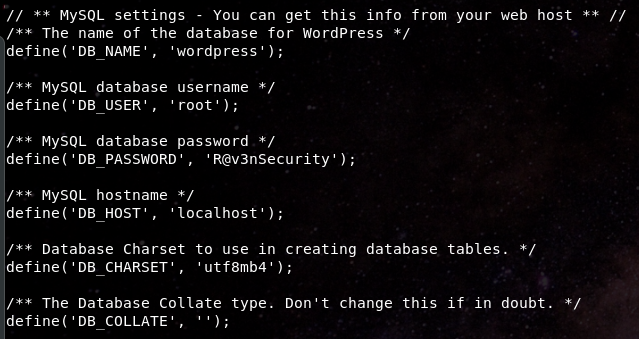 // ** MySQL settings - You can get this info from your web host ** //
/** The name of the database for WordPress */
define('DB_NAME', 'wordpress');
/** MySQL database username */
define('DB_USER', 'root');
/** MySQL database password */
define('DB_PASSWORD', 'R@v3nSecurity');
/** MySQL hostname */
define('DB_HOST', 'localhost');
/** Database Charset to use in creating database tables. */
define('DB_CHARSET', 'utf8mb4');
/** The Database Collate type. Don't change this if in doubt. */
define('DB_COLLATE', '');